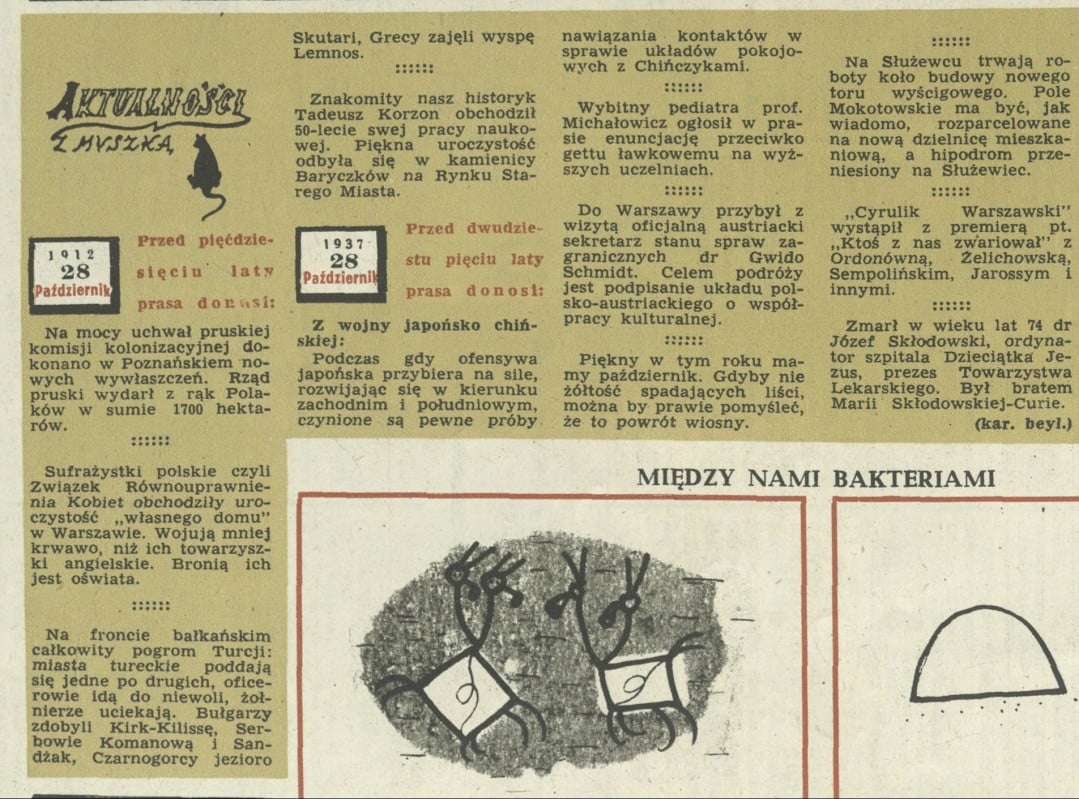 AKTUALNOŚCI
Z MYSZKĄ
1912
28
Październik
Przed pięćdzie-
sięciu laty
prasa donosi:
Na mocy uchwał pruskiej
komisji kolonizacyjnej do-
konano w Poznańskiem no-
wych wywłaszczeń. Rząd
pruski wydarł z rąk Pola-
ków w sumie 1700 hekta-
rów.
::::::
Sufrażystki polskie czyli
Związek Równouprawnie-
nia Kobiet obchodziły uro-
czystość „własnego domu"
w Warszawie. Wojują mniej
krwawo, niż ich towarzysz-
ki angielskie. Bronią ich
jest oświata.
::::::
Na froncie bałkańskim
całkowity pogrom Turcji:
miasta tureckie poddają
się jedne po drugich, ofice-
rowie idą do niewoli, żoł-
nierze uciekają. Bułgarzy
zdobyli Kirk-Kilissę, Ser-
bowie Komanową i San-
dżak, Czarnogorcy jezioro
Skutari, Grecy zajęli wyspę
Lemnos.
::::::
Znakomity nasz historyk
Tadeusz Korzon obchodził
50-lecie swej pracy nauko-
wej. Piękna uroczystość
odbyła się w kamienicy
Baryczków na Rynku Sta-
rego Miasta.
1937
28
Październik
Przed dwudzie-
stu pięciu laty
prasa donosi:
Z wojny japońsko chiń-
skiej:
Podczas gdy ofensywa
japońska przybiera na sile,
rozwijając się w kierunku
zachodnim i południowym,
czynione są pewne próby
nawiązania kontaktów w
sprawie układów pokojo-
wych z Chińczykami.
::::::
Wybitny pediatra prof.
Michałowicz ogłosił w pra-
sie enuncjację przeciwko
gettu ławkowemu na wyż-
szych uczelniach.
::::::
Do Warszawy przybył z
wizytą oficjalną austriacki
sekretarz stanu spraw za-
granicznych dr Gwido
Schmidt. Celem podróży
jest podpisanie układu pol-
sko-austriackiego o współ-
pracy kulturalnej.
::::::
Piękny w tym roku ma-
my październik. Gdyby nie
żółtość spadających liści,
można by prawie pomyśleć,
że to powrót wiosny.
::::::
Na Służewcu trwają ro-
boty koło budowy nowego
toru wyścigowego. Pole
Mokotowskie ma być, jak
wiadomo, rozparcelowane
na nową dzielnicę mieszka-
niową, a hipodrom prze-
niesiony na Służewiec.
::::::
„Cyrulik Warszawski"
wystąpił z premierą pt.
„Ktoś z nas zwariował" z
Ordonówną, Żelichowską,
Sempolińskim, Jarossym i
innymi.
::::::
Zmarł w wieku lat 74 dr
Józef Skłodowski, ordyna-
tor szpitala Dzieciątka Je-
zus, prezes Towarzystwa
Lekarskiego. Był bratem
Marii Skłodowskiej-Curie.
(kar. beyl.)
MIĘDZY NAMI BAKTERIAMI